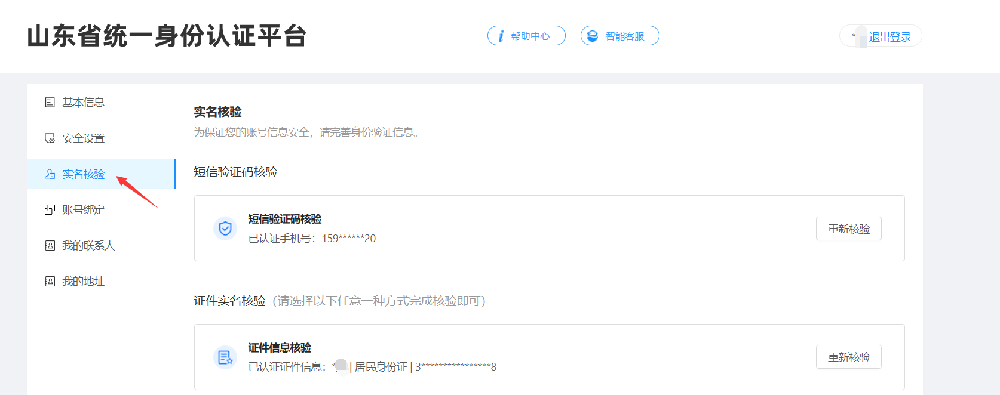 山东省统一身份认证平台
帮助中心
智能客服
* 退出登录
基本信息
安全设置
实名核验
账号绑定
我的联系人
我的地址
实名核验
为保证您的账号信息安全，请完善身份验证信息。
短信验证码核验
短信验证码核验
已认证手机号：159******20
重新核验
证件实名核验（请选择以下任意一种方式完成核验即可）
证件信息核验
已认证证件信息：* | 居民身份证 | 3****************8
重新核验